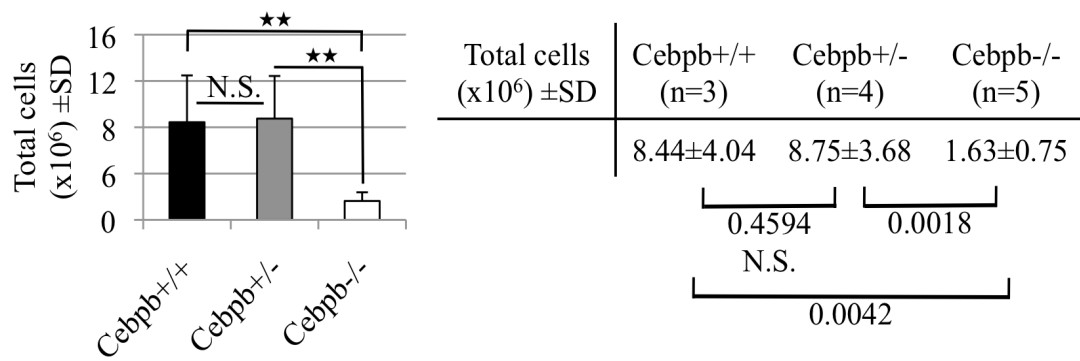 Total cells
(x10⁶) ±SD
16
12
8
6
0
★★
★★
N.S.
Cebpb+/+
Cebpb+/-
Cebpb-/-
Total cells
(x10⁶) ±SD
Cebpb+/+
(n=3)
Cebpb+/-
(n=4)
Cebpb-/-
(n=5)
8.44±4.04 8.75±3.68 1.63±0.75
0.4594 0.0018
N.S.
0.0042